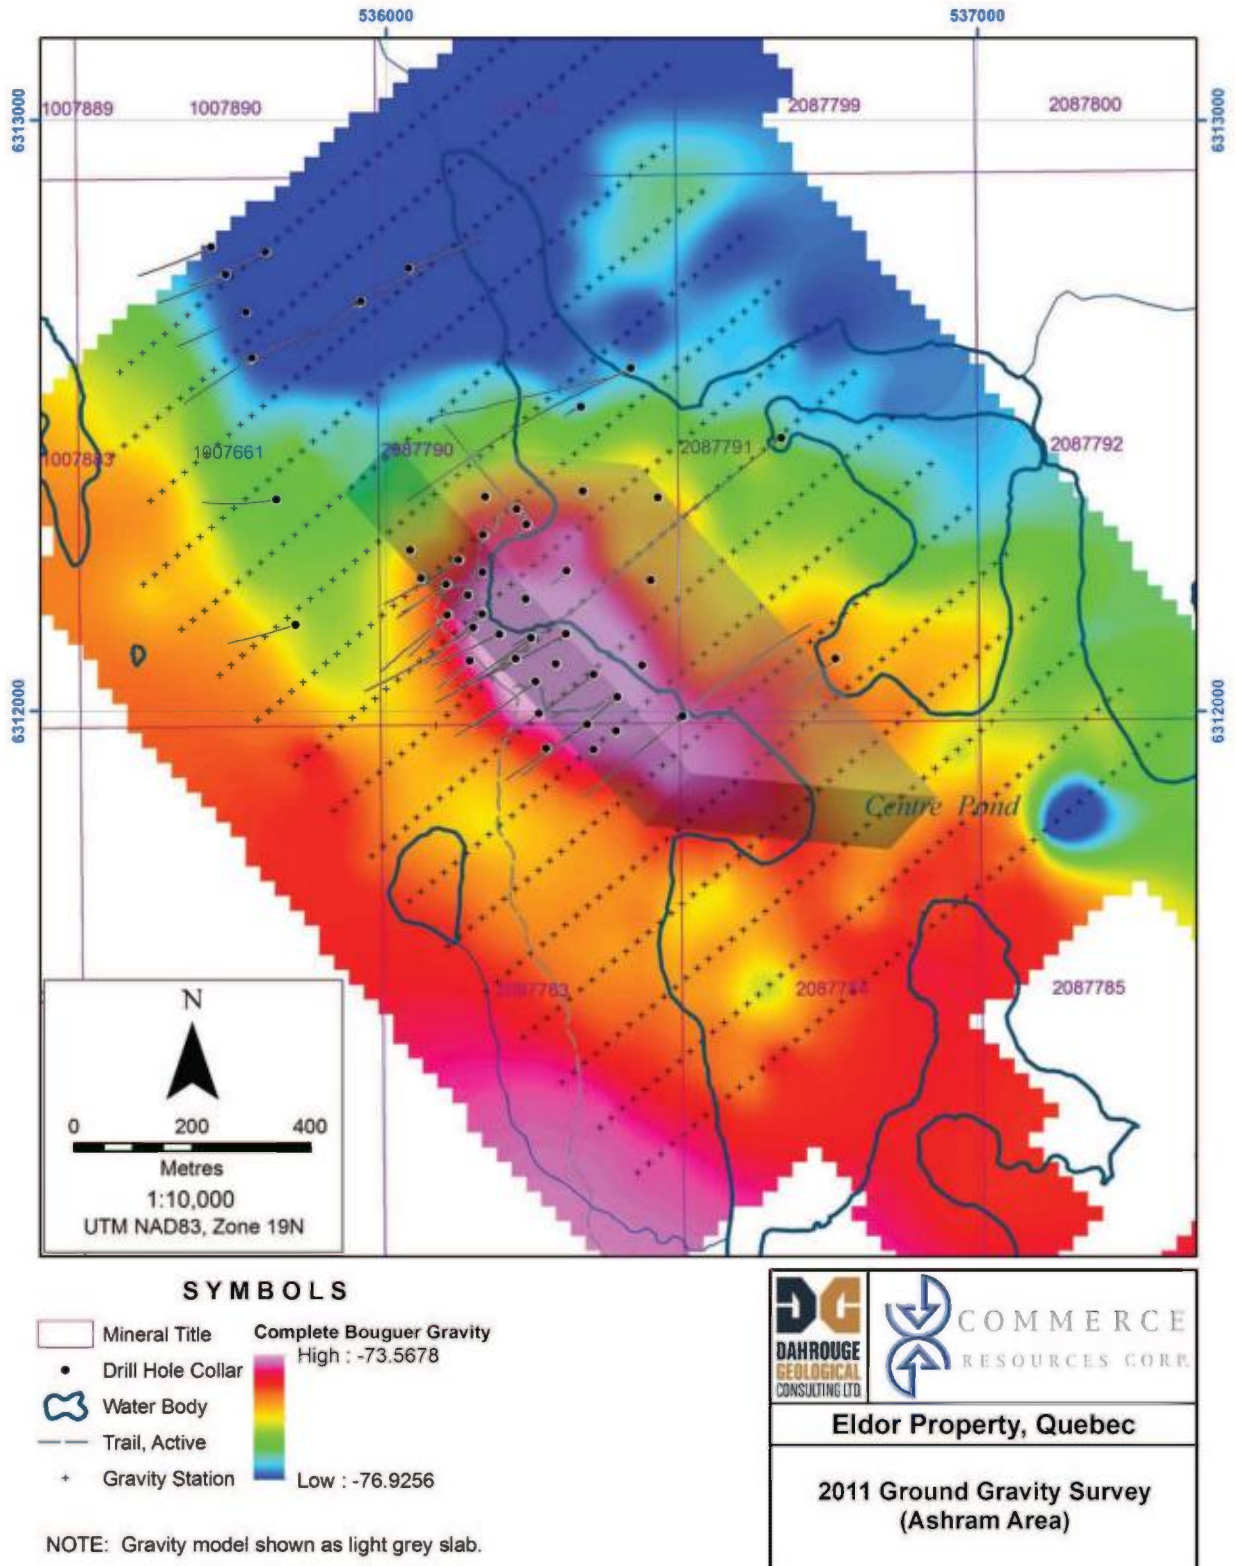 536000
537000
6313000
6313000
1007889
1007890
2087799
2087800
1007883
1007661
2087790
2087791
2087792
6312000
6312000
Centre Pond
2087783
2087784
2087785
N
0 200 400
Metres
1:10,000
UTM NAD83, Zone 19N
SYMBOLS
Mineral Title
Drill Hole Collar
Water Body
Trail, Active
Gravity Station
Complete Bouguer Gravity
High : -73.5678
Low : -76.9256
NOTE: Gravity model shown as light grey slab.
DAHROUGE
GEOLOGICAL
CONSULTING LTD.
COMMERCE
RESOURCES CORP.
Eldor Property, Quebec
2011 Ground Gravity Survey
(Ashram Area)